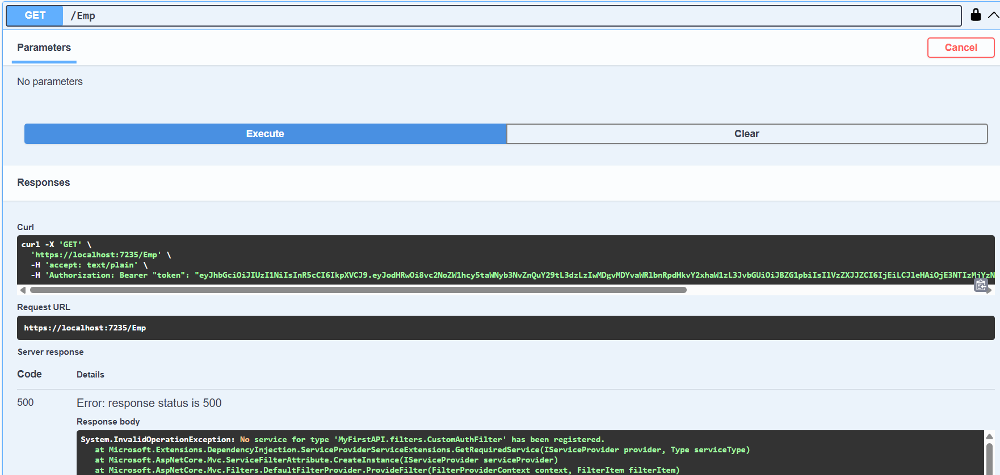 GET /Emp
Parameters
Cancel
No parameters
Execute
Clear
Responses
Curl
curl -X 'GET' \
'https://localhost:7235/Emp' \
-H 'accept: text/plain' \
-H 'Authorization: Bearer "token": "eyJhbGciOiJIUzI1NiIsInR5cCI6IkpXVCJ9.eyJodHRwOi8vc2NoZW1hcy5taWNyb3NvZnQuY29tL3dzLzIwMDgvMDYvaWRlbnRpdHkvY2xhaW1zL3JvbGUiOiJBZG1pbiIsIlVzZXJJZCI6IjEiLCJleHAiOjE3NTIzMjYzN
Request URL
https://localhost:7235/Emp
Server response
Code
Details
500
Error: response status is 500
Response body
System.InvalidOperationException: No service for type 'MyFirstAPI.filters.CustomAuthFilter' has been registered.
at Microsoft.Extensions.DependencyInjection.ServiceProviderServiceExtensions.GetRequiredService(IServiceProvider provider, Type serviceType)
at Microsoft.AspNetCore.Mvc.ServiceFilterAttribute.CreateInstance(IServiceProvider serviceProvider)
at Microsoft.AspNetCore.Mvc.Filters.DefaultFilterProvider.ProvideFilter(FilterProviderContext context, FilterItem filterItem)